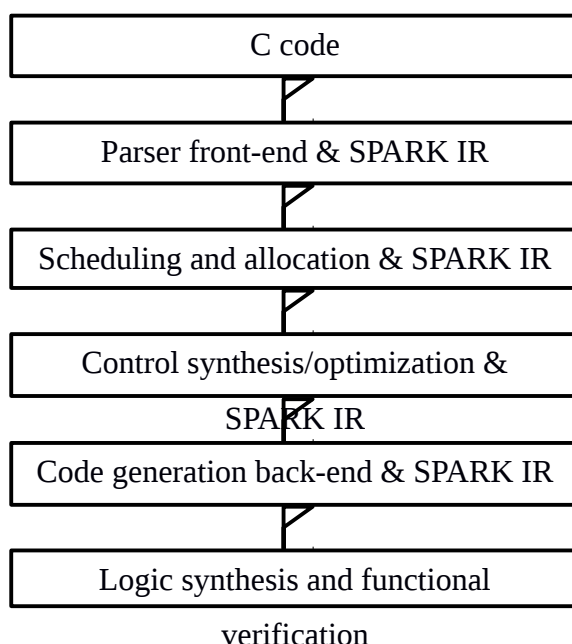 C code
Parser front-end & SPARK IR
Scheduling and allocation & SPARK IR
Control synthesis/optimization &
SPARK IR
Code generation back-end & SPARK IR
Logic synthesis and functional
verification